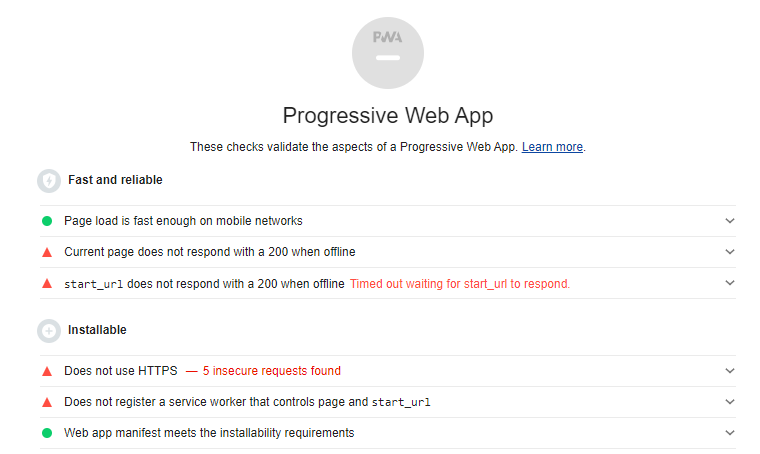 PWA
Progressive Web App
These checks validate the aspects of a Progressive Web App. Learn more.
Fast and reliable
Page load is fast enough on mobile networks
Current page does not respond with a 200 when offline
start_url does not respond with a 200 when offline Timed out waiting for start_url to respond.
Installable
Does not use HTTPS — 5 insecure requests found
Does not register a service worker that controls page and start_url
Web app manifest meets the installability requirements